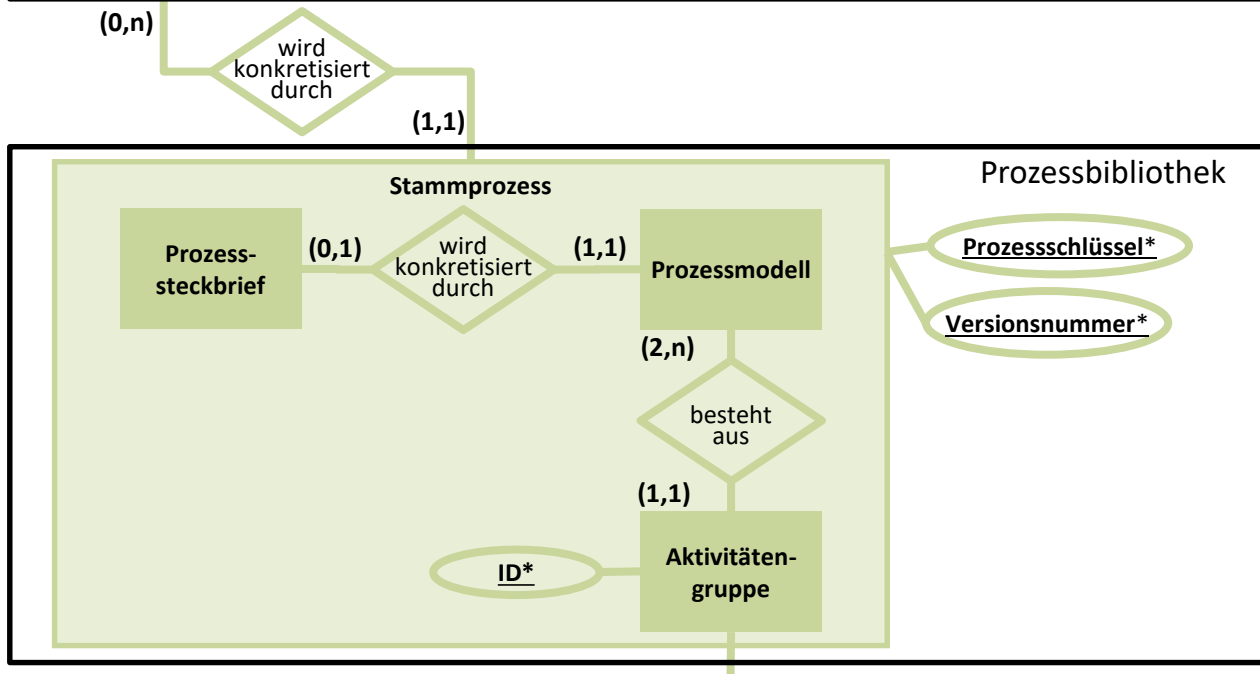 (0,n)
wird
konkretisiert
durch
(1,1)
Prozessbibliothek
Stammprozess
Prozess-
steckbrief
(0,1)
wird
konkretisiert
durch
(1,1)
Prozessmodell
Prozessschlüssel*
Versionsnummer*
(2,n)
besteht
aus
(1,1)
ID*
Aktivitäten-
gruppe